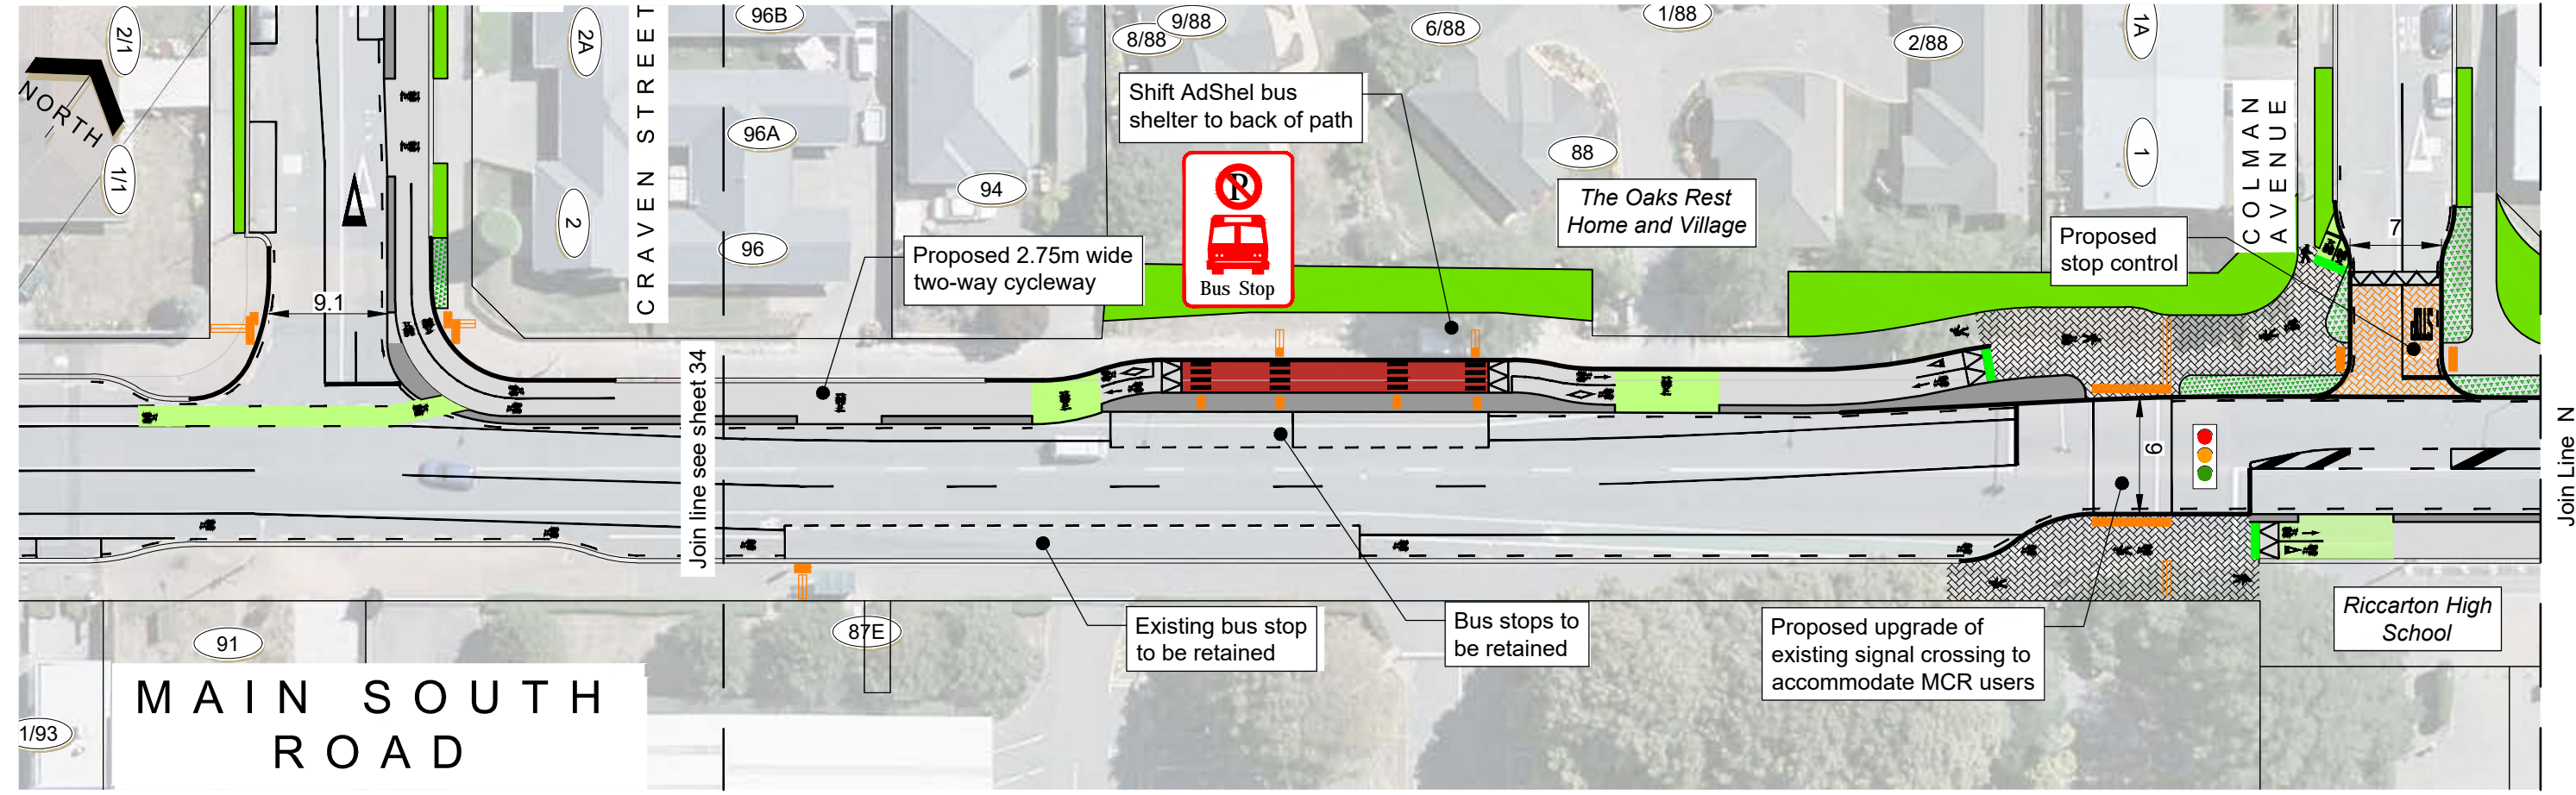 NORTH
2/1
1/1
2A
2
CRAVEN STREET
96B
96A
96
94
8/88
9/88
6/88
1/88
2/88
88
1A
1
COLMAN
AVENUE
Shift AdShel bus
shelter to back of path
P
Bus Stop
The Oaks Rest
Home and Village
Proposed 2.75m wide
two-way cycleway
Proposed
stop control
7
9.1
6
Join line see sheet 34
Join Line N
Existing bus stop
to be retained
Bus stops to
be retained
Proposed upgrade of
existing signal crossing to
accommodate MCR users
Riccarton High
School
91
87E
1/93
MAIN SOUTH
ROAD